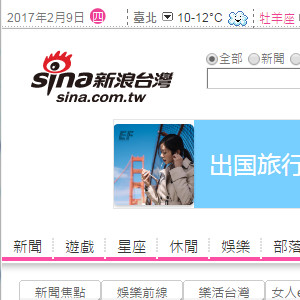 2017年2月9日 四 臺北 10-12°C 牡羊座
全部 新聞
sina新浪台灣
sina.com.tw
EF
出国旅行
新聞 遊戲 星座 休閒 娛樂 部落
新聞焦點 娛樂前線 樂活台灣 女人